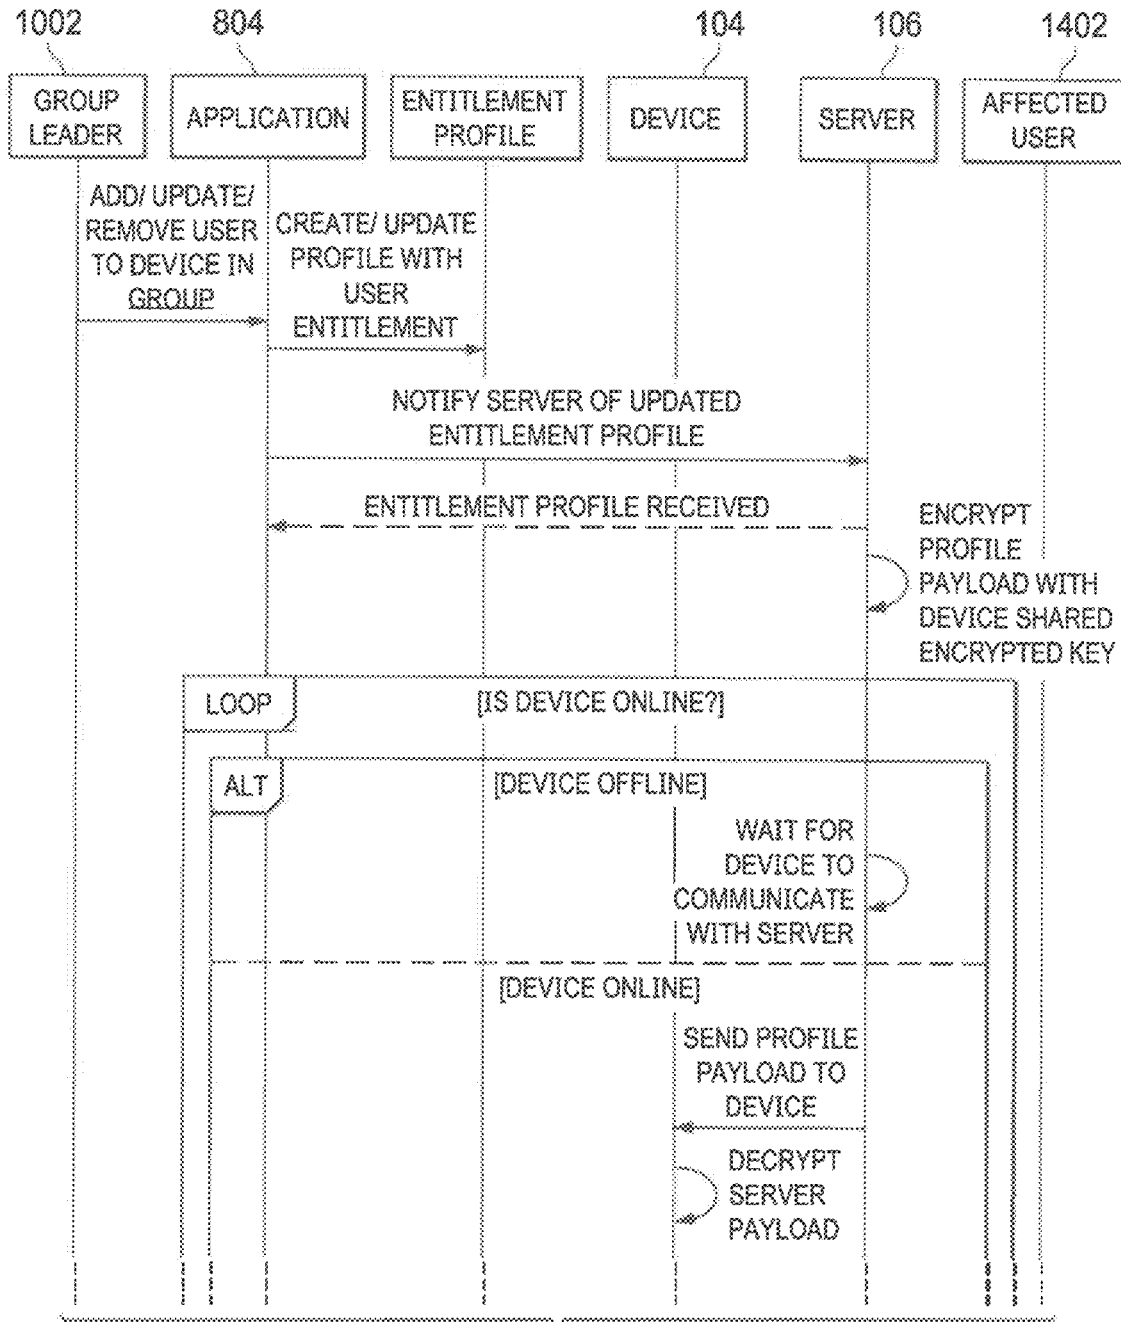 1002
804
104
106
1402
GROUP
LEADER
APPLICATION
ENTITLEMENT
PROFILE
DEVICE
SERVER
AFFECTED
USER
ADD/ UPDATE/
REMOVE USER
TO DEVICE IN
GROUP
CREATE/ UPDATE
PROFILE WITH
USER
ENTITLEMENT
NOTIFY SERVER OF UPDATED
ENTITLEMENT PROFILE
ENTITLEMENT PROFILE RECEIVED
ENCRYPT
PROFILE
PAYLOAD WITH
DEVICE SHARED
ENCRYPTED KEY
LOOP
[IS DEVICE ONLINE?]
ALT
[DEVICE OFFLINE]
WAIT FOR
DEVICE TO
COMMUNICATE
WITH SERVER
[DEVICE ONLINE]
SEND PROFILE
PAYLOAD TO
DEVICE
DECRYPT
SERVER
PAYLOAD